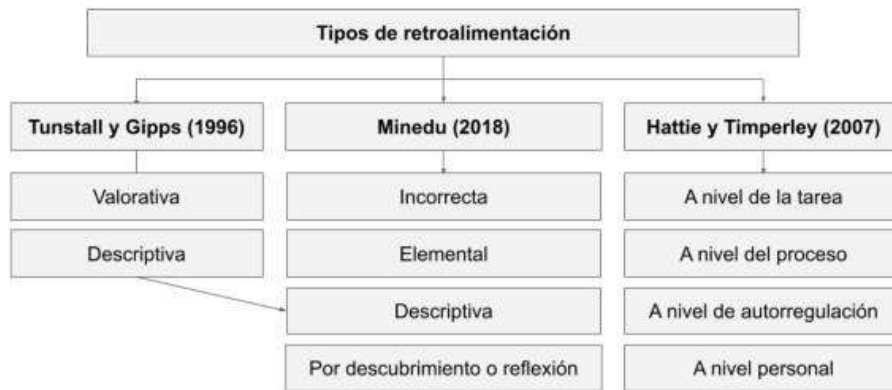 Tipos de retroalimentación
Tunstall y Gipps (1996)
Valorativa
Descriptiva
Minedu (2018)
Incorrecta
Elemental
Descriptiva
Por descubrimiento o reflexión
Hattie y Timperley (2007)
A nivel de la tarea
A nivel del proceso
A nivel de autorregulación
A nivel personal